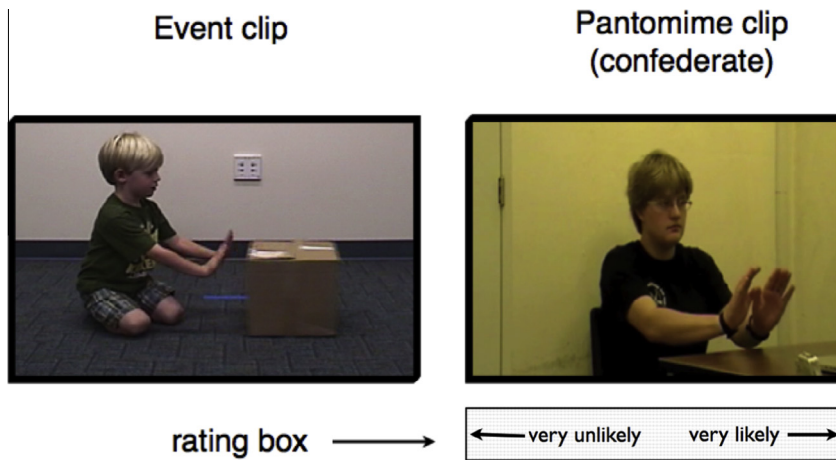 Event clip
Pantomime clip
(confederate)
rating box
very unlikely
very likely